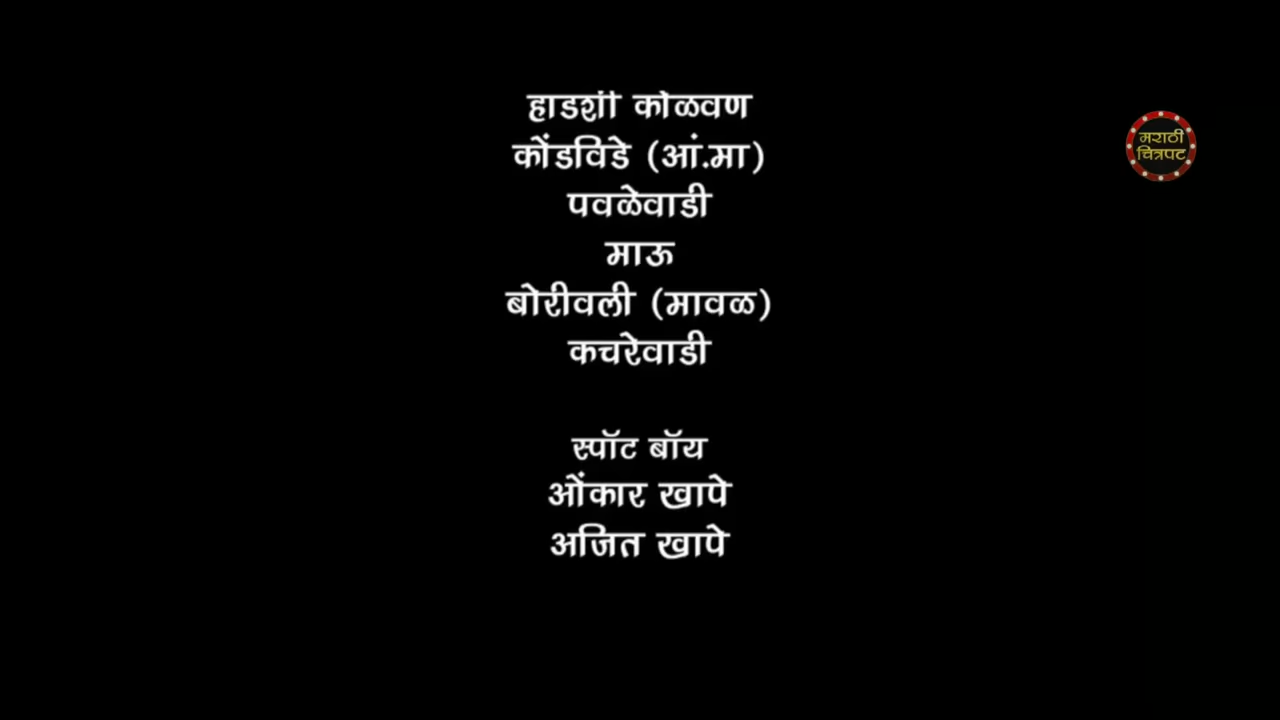 हाडशी कोळवण
कोंडविडे (आं.मा)
पवळेवाडी
माऊ
बोरीवली (मावळ)
कचरेवाडी
स्पॉट बॉय
ओंकार खापे
अजित खापे
मराठी
चित्रपट